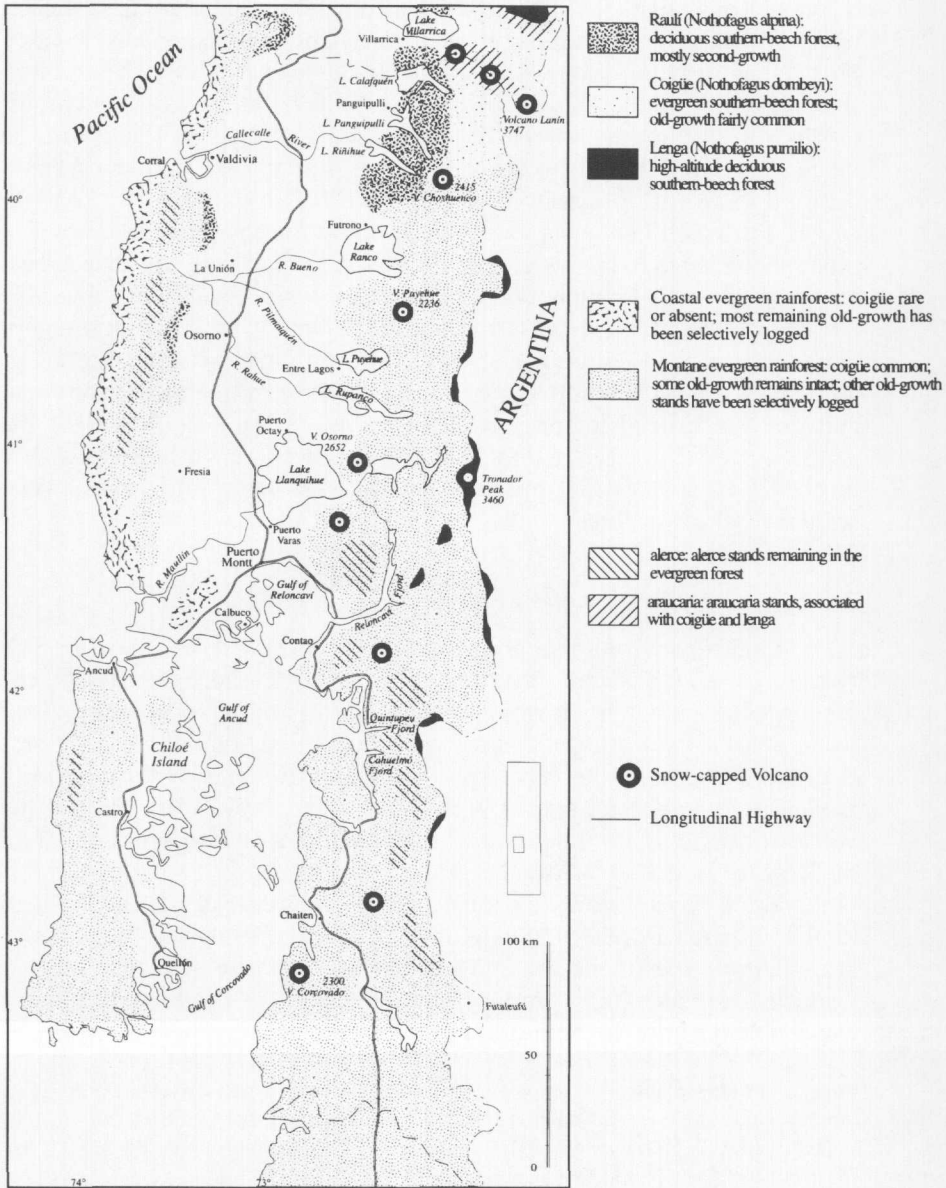 Pacific Ocean
Lake
Villarrica
Villarrica
L. Calafquén
Panguipulli
L. Panguipulli
Volcano Lanín
3747
Callecalle
River
L. Riñihue
Corral
Valdivia
40°
2415
V. Choshuenco
Futrono
Lake
Ranco
La Unión
R. Bueno
V. Puyehue
2236
R. Pilmaiquén
ARGENTINA
Osorno
L. Puyehue
Entre Lagos
R. Rahue
L. Rupanco
Puerto
Octay
V. Osorno
2652
41°
Fresia
Lake
Llanquihue
Tronador
Peak
3460
Puerto
Varas
R. Maullín
Puerto
Montt
Gulf of
Reloncaví
Reloncaví Fjord
Calbuco
Contao
Ancud
42°
Gulf of
Ancud
Quintupeu
Fjord
Chiloé
Island
Cahuelmó
Fjord
Castro
Chaiten
43°
Quellón
Gulf of Corcovado
2300
V. Corcovado
Futaleufú
100 km
50
0
74°
73°
Raulí (Nothofagus alpina):
deciduous southern-beech forest,
mostly second-growth
Coigüe (Nothofagus dombeyi):
evergreen southern-beech forest;
old-growth fairly common
Lenga (Nothofagus pumilio):
high-altitude deciduous
southern-beech forest
Coastal evergreen rainforest: coigüe rare
or absent; most remaining old-growth has
been selectively logged
Montane evergreen rainforest: coigüe common;
some old-growth remains intact; other old-growth
stands have been selectively logged
alerce: alerce stands remaining in the
evergreen forest
araucaria: araucaria stands, associated
with coigüe and lenga
Snow-capped Volcano
Longitudinal Highway